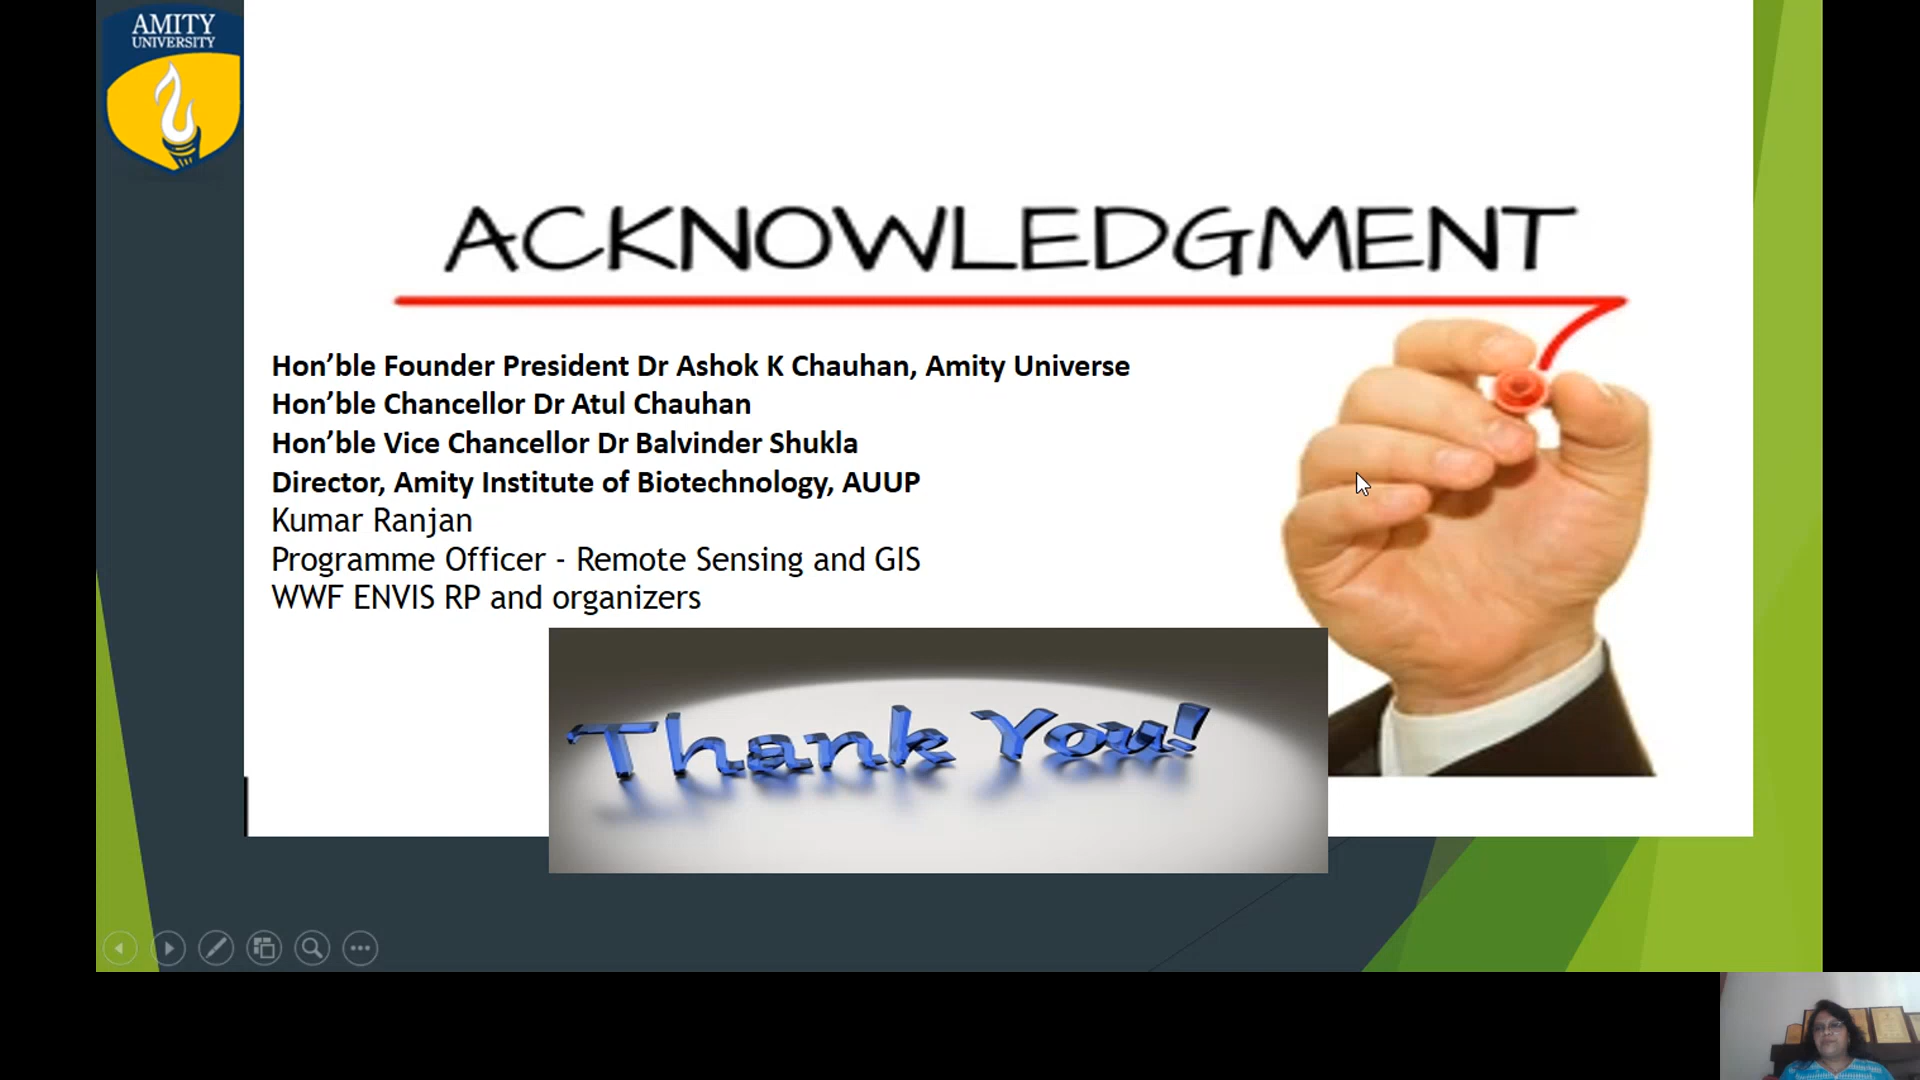 AMITY
UNIVERSITY
ACKNOWLEDGMENT
Hon’ble Founder President Dr Ashok K Chauhan, Amity Universe
Hon’ble Chancellor Dr Atul Chauhan
Hon’ble Vice Chancellor Dr Balvinder Shukla
Director, Amity Institute of Biotechnology, AUUP
Kumar Ranjan
Programme Officer - Remote Sensing and GIS
WWF ENVIS RP and organizers
Thank You!